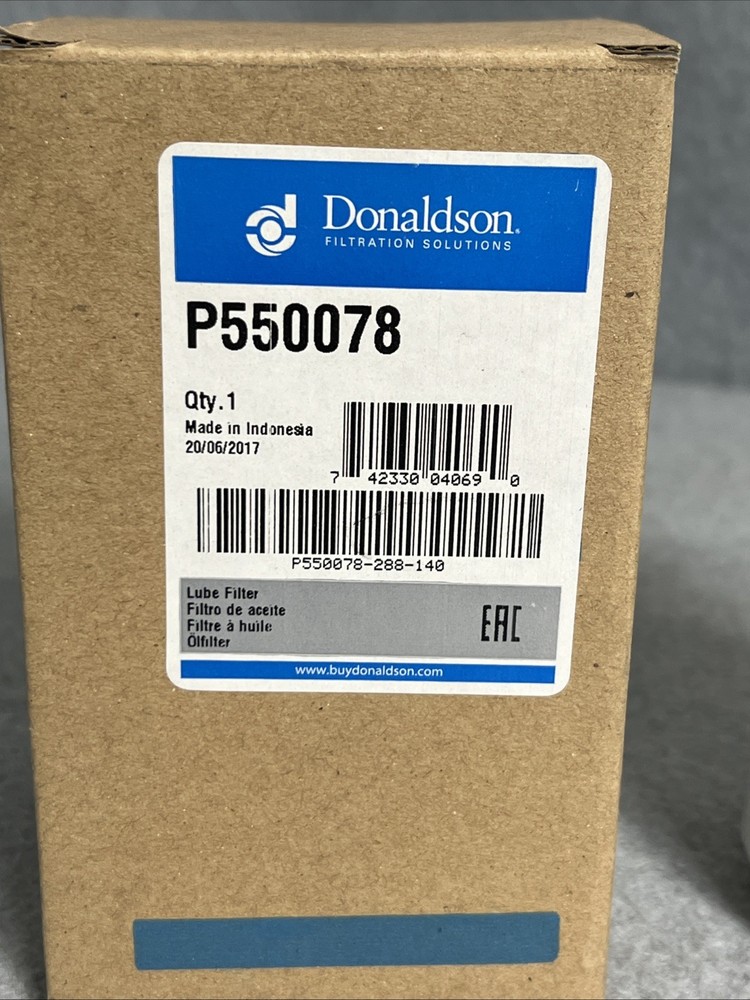 Donaldson®
FILTRATION SOLUTIONS
P550078
Qty.1
Made in Indonesia
20/06/2017
7 42330 04069 0
P550078-288-140
Lube Filter
Filtro de aceite
Filtre à huile
Ölfilter
EAC
www.buydonaldson.com